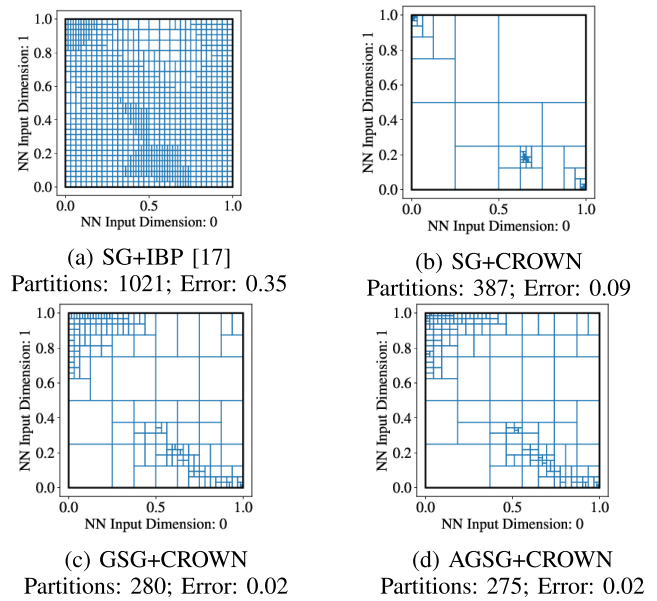 1.0
0.8
0.6
0.4
0.2
0.0
NN Input Dimension: 1
0.0 0.5 1.0
NN Input Dimension: 0
(a) SG+IBP [17]
Partitions: 1021; Error: 0.35
1.0
0.8
0.6
0.4
0.2
0.0
NN Input Dimension: 1
0.0 0.5 1.0
NN Input Dimension: 0
(b) SG+CROWN
Partitions: 387; Error: 0.09
1.0
0.8
0.6
0.4
0.2
0.0
NN Input Dimension: 1
0.0 0.5 1.0
NN Input Dimension: 0
(c) GSG+CROWN
Partitions: 280; Error: 0.02
1.0
0.8
0.6
0.4
0.2
0.0
NN Input Dimension: 1
0.0 0.5 1.0
NN Input Dimension: 0
(d) AGSG+CROWN
Partitions: 275; Error: 0.02